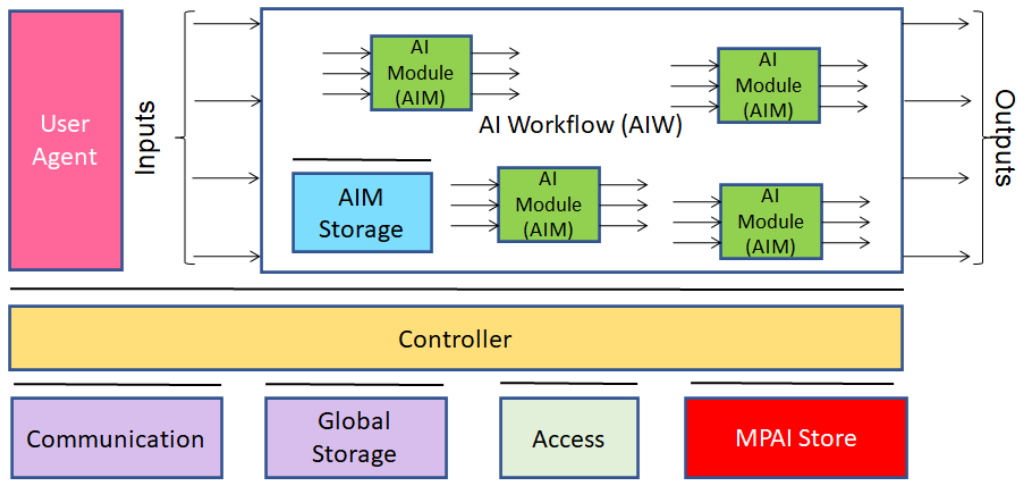 User
Agent
Inputs
AI
Module
(AIM)
AI
Module
(AIM)
AI Workflow (AIW)
AIM
Storage
AI
Module
(AIM)
AI
Module
(AIM)
Outputs
Controller
Communication
Global
Storage
Access
MPAI Store